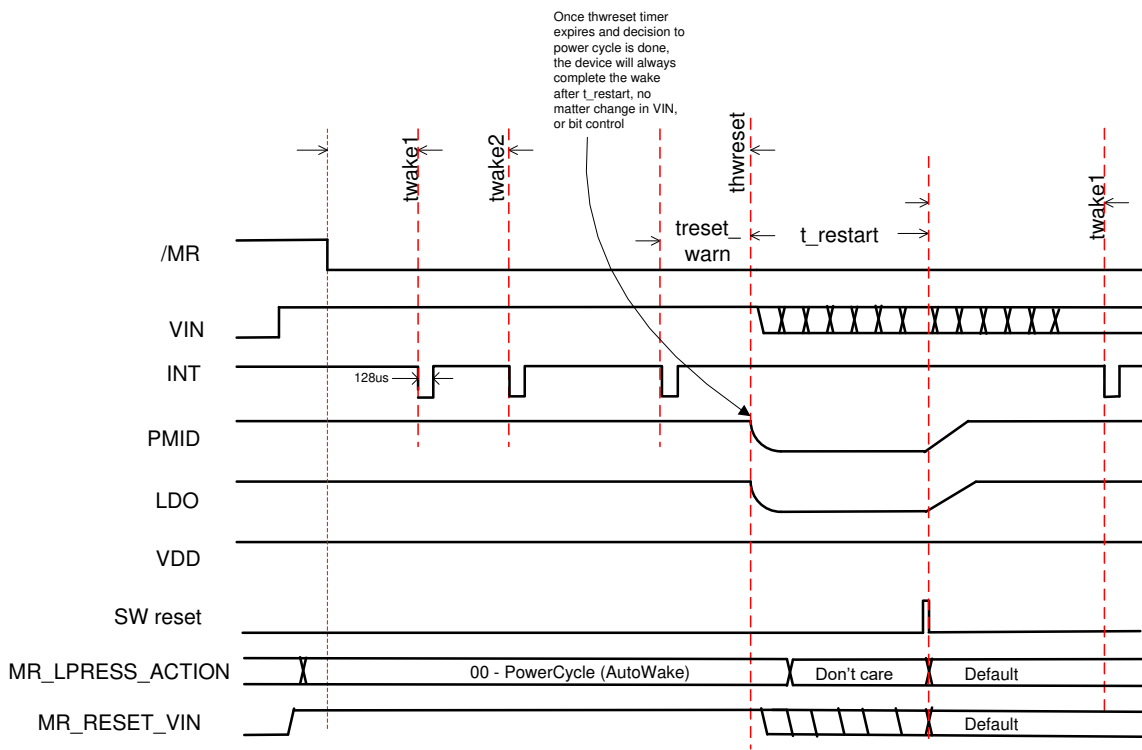 Once thwreset timer
expires and decision to
power cycle is done,
the device will always
complete the wake
after t_restart, no
matter change in VIN,
or bit control
twake1
twake2
thwreset
twake1
treset_
warn
t_restart
/MR
VIN
INT
128us
PMID
LDO
VDD
SW reset
MR_LPRESS_ACTION
00 - PowerCycle (AutoWake)
Don't care
Default
MR_RESET_VIN
Default